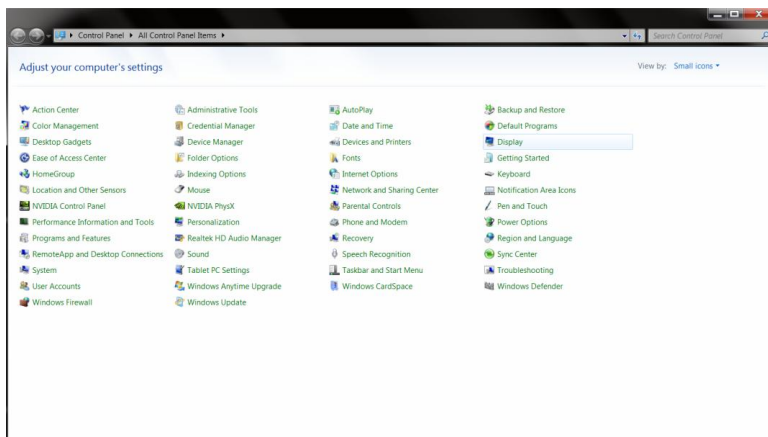 Control Panel ▸ All Control Panel Items ▸
Search Control Panel
Adjust your computer's settings
View by: Small icons
Action Center
Administrative Tools
AutoPlay
Backup and Restore
Color Management
Credential Manager
Date and Time
Default Programs
Desktop Gadgets
Device Manager
Devices and Printers
Display
Ease of Access Center
Folder Options
Fonts
Getting Started
HomeGroup
Indexing Options
Internet Options
Keyboard
Location and Other Sensors
Mouse
Network and Sharing Center
Notification Area Icons
NVIDIA Control Panel
NVIDIA PhysX
Parental Controls
Pen and Touch
Performance Information and Tools
Personalization
Phone and Modem
Power Options
Programs and Features
Realtek HD Audio Manager
Recovery
Region and Language
RemoteApp and Desktop Connections
Sound
Speech Recognition
Sync Center
System
Tablet PC Settings
Taskbar and Start Menu
Troubleshooting
User Accounts
Windows Anytime Upgrade
Windows CardSpace
Windows Defender
Windows Firewall
Windows Update